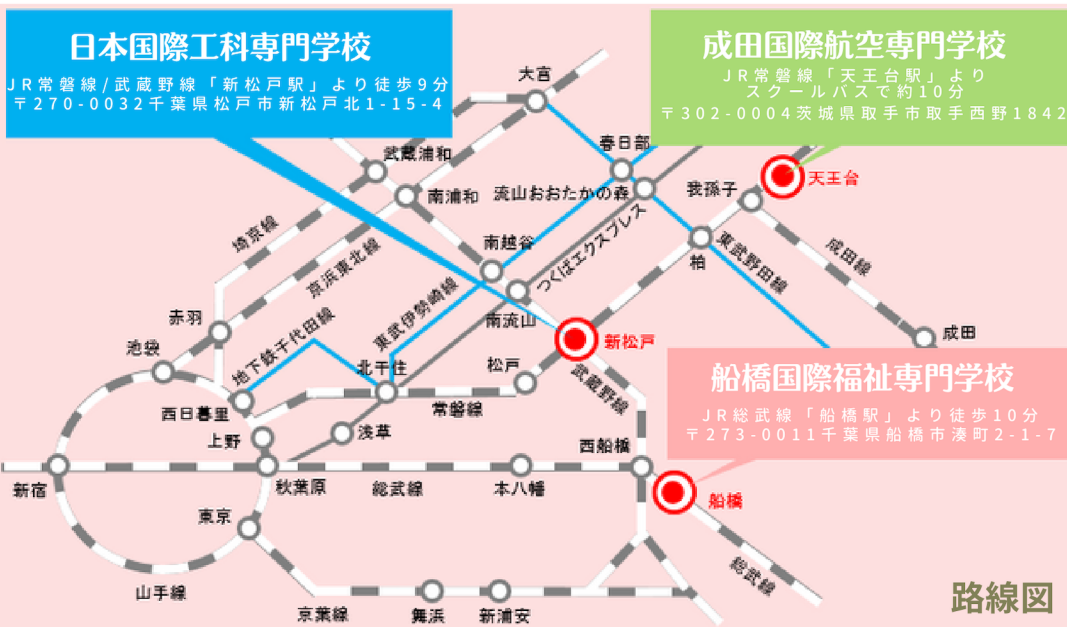 日本国際工科専門学校
JR常磐線/武蔵野線「新松戸駅」より徒歩9分
〒270-0032千葉県松戸市新松戸北1-15-4
成田国際航空専門学校
JR常磐線「天王台駅」より
スクールバスで約10分
〒302-0004茨城県取手市取手西野1842
大宮
春日部
武蔵浦和
南浦和
流山おおたかの森
我孫子
天王台
埼京線
京浜東北線
南越谷
つくばエクスプレス
柏
東武野田線
成田線
東武伊勢崎線
南流山
赤羽
地下鉄千代田線
新松戸
成田
池袋
北千住
松戸
武蔵野線
船橋国際福祉専門学校
JR総武線「船橋駅」より徒歩10分
〒273-0011千葉県船橋市湊町2-1-7
西日暮里
常磐線
上野
浅草
西船橋
新宿
秋葉原
総武線
本八幡
船橋
東京
総武線
山手線
京葉線
舞浜
新浦安
路線図